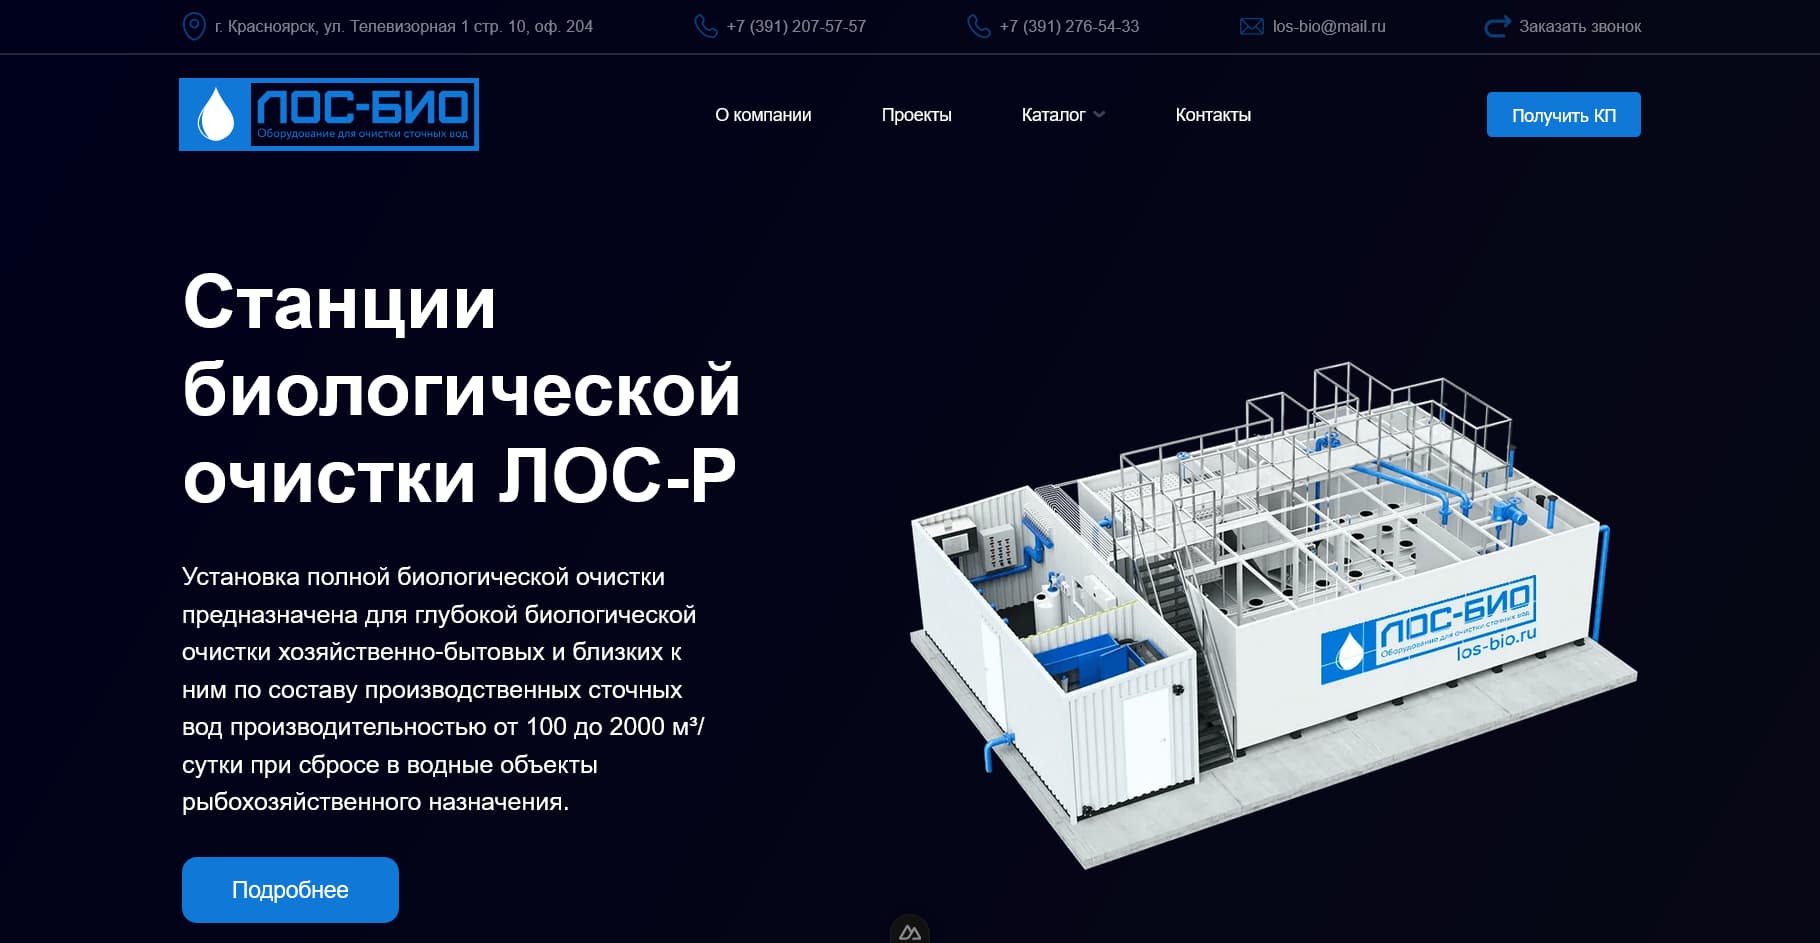 г. Красноярск, ул. Телевизорная 1 стр. 10, оф. 204
+7 (391) 207-57-57
+7 (391) 276-54-33
los-bio@mail.ru
Заказать звонок
ЛОС-БИО
Оборудование для очистки сточных вод
О компании
Проекты
Каталог
Контакты
Получить КП
Станции
биологической
очистки ЛОС-Р
Установка полной биологической очистки
предназначена для глубокой биологической
очистки хозяйственно-бытовых и близких к
ним по составу производственных сточных
вод производительностью от 100 до 2000 м³/
сутки при сбросе в водные объекты
рыбохозяйственного назначения.
Подробнее
ЛОС-БИО
Оборудование для очистки сточных вод
los-bio.ru